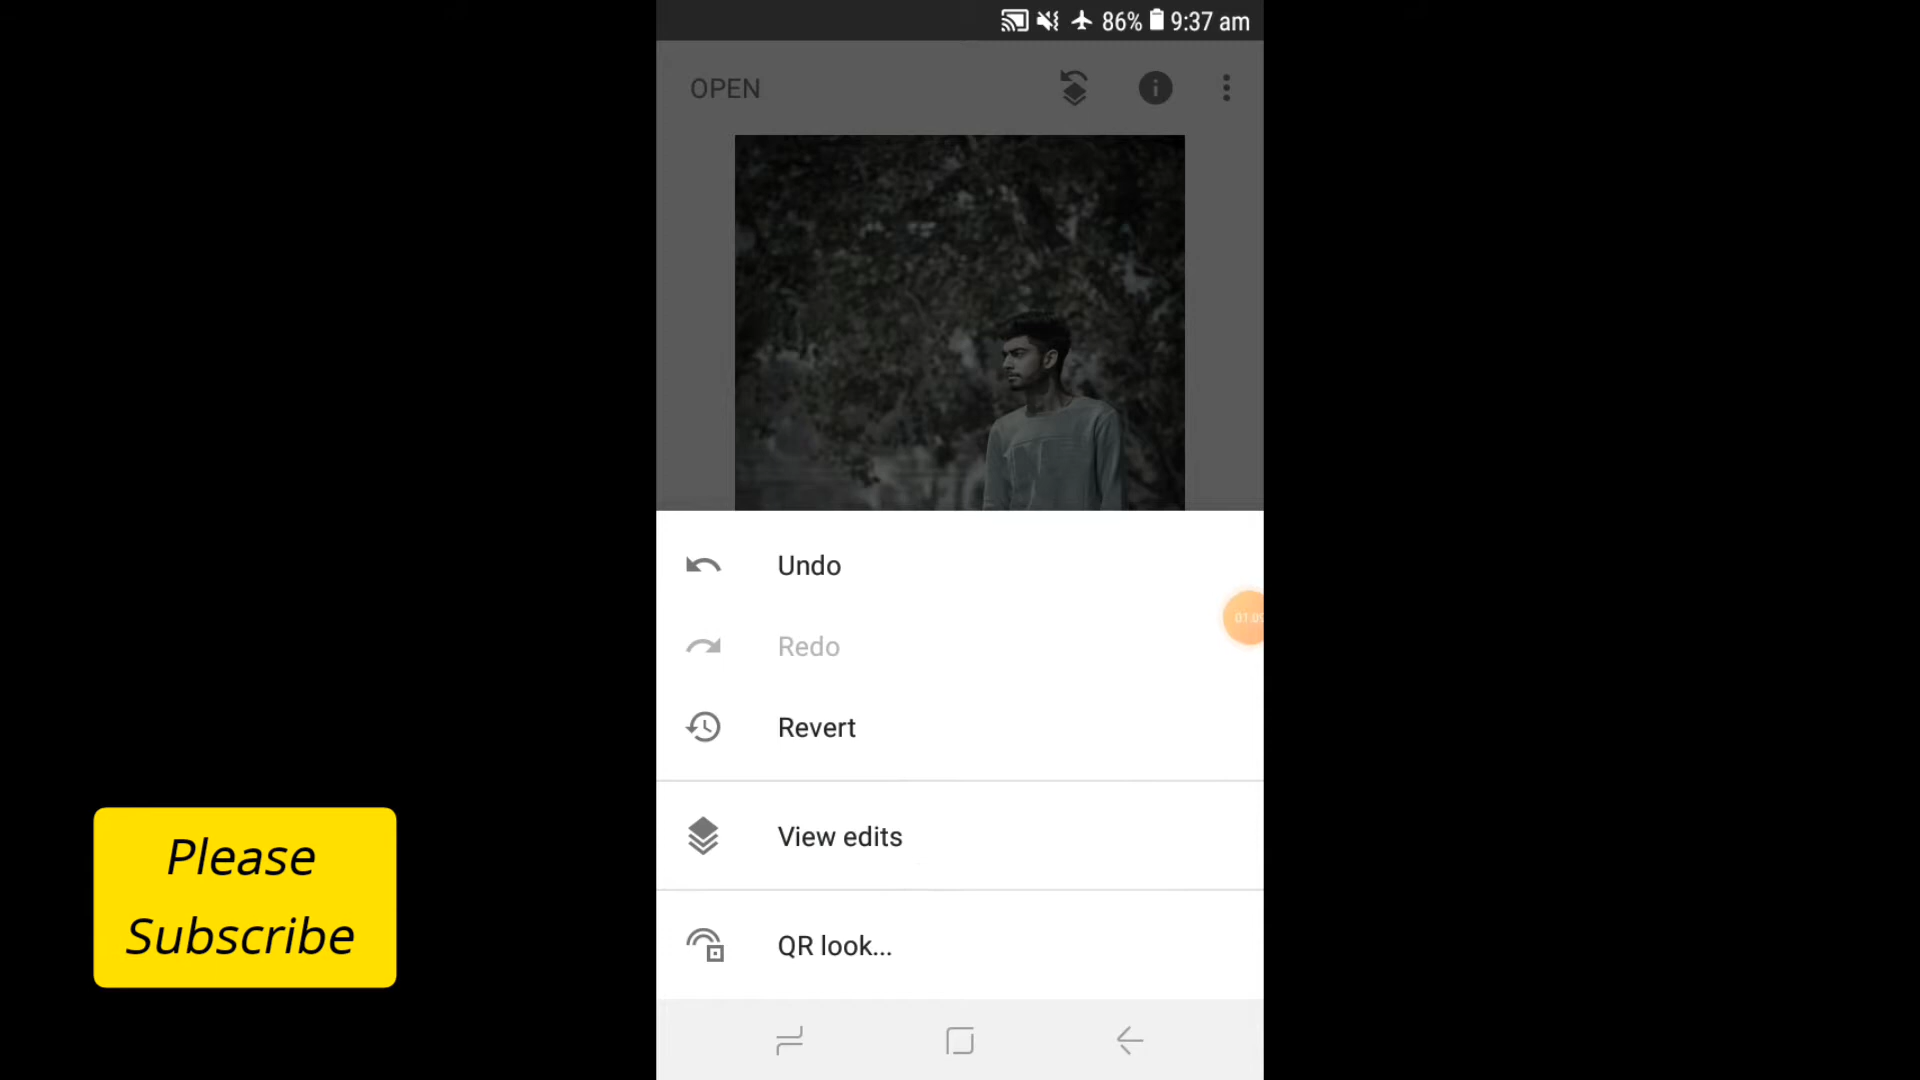 86% 9:37 am
OPEN
Undo
Redo
Revert
View edits
QR look...
Please
Subscribe